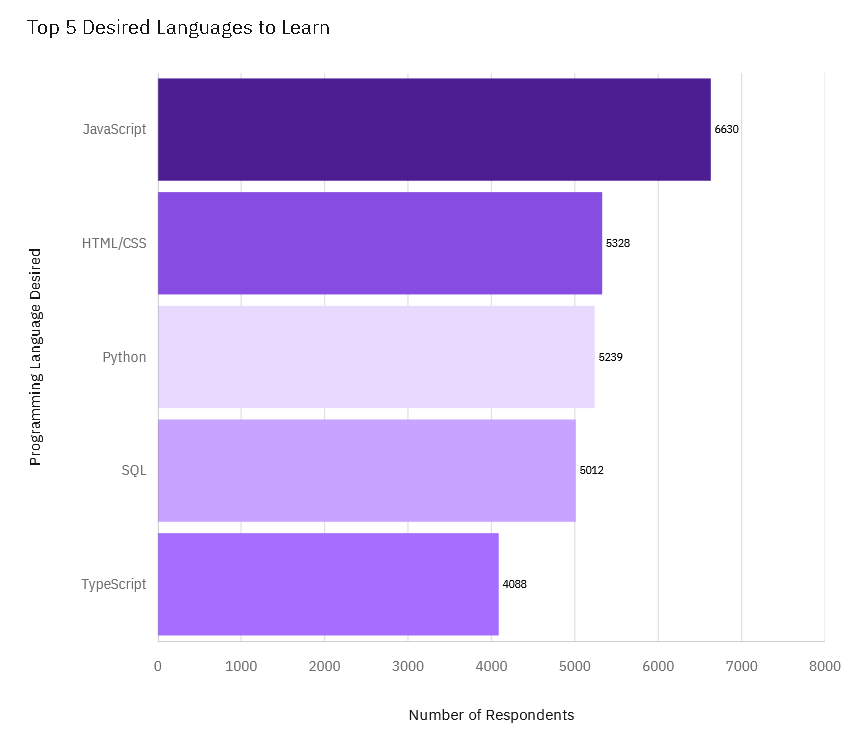 Top 5 Desired Languages to Learn
Programming Language Desired
JavaScript
6630
HTML/CSS
5328
Python
5239
SQL
5012
TypeScript
4088
0 1000 2000 3000 4000 5000 6000 7000 8000
Number of Respondents